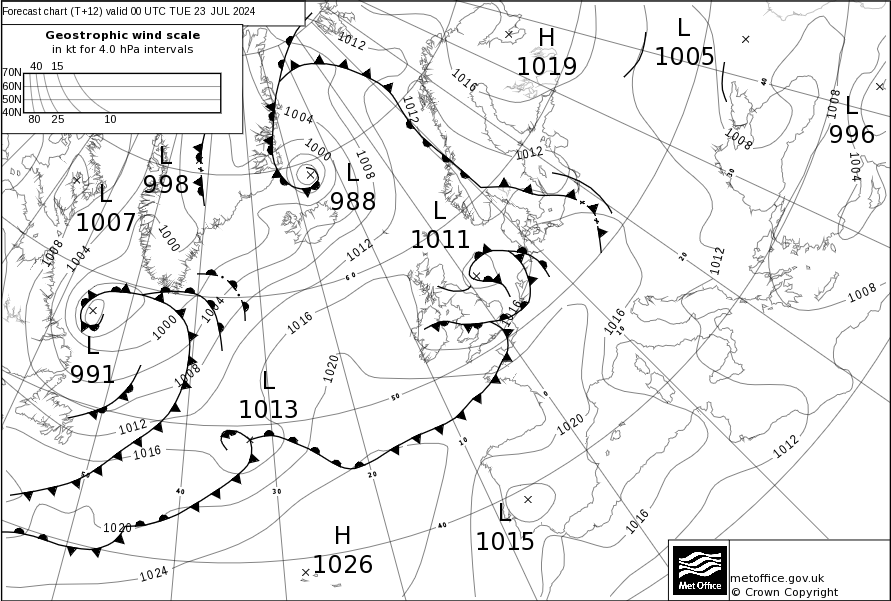 Forecast chart (T+12) valid 00 UTC TUE 23 JUL 2024
Geostrophic wind scale
in kt for 4.0 hPa intervals
40 15
70N
60N
50N
40N
80 25 10
1012
H
1019
L
1005
1016
40
1008
L
996
1004
1012
1004
1000
1008
1008
1012
30
L
998
L
988
L
1007
1000
L
1011
1008
1004
1012
60
20
1012
1008
1004
1000
1016
1016
1016
10
L
991
1008
1020
L
1013
50
0
1012
1020
10
1016
1012
50
40
30
20
1020
40
L
1015
1016
H
1026
1024
Met Office
metoffice.gov.uk
© Crown Copyright